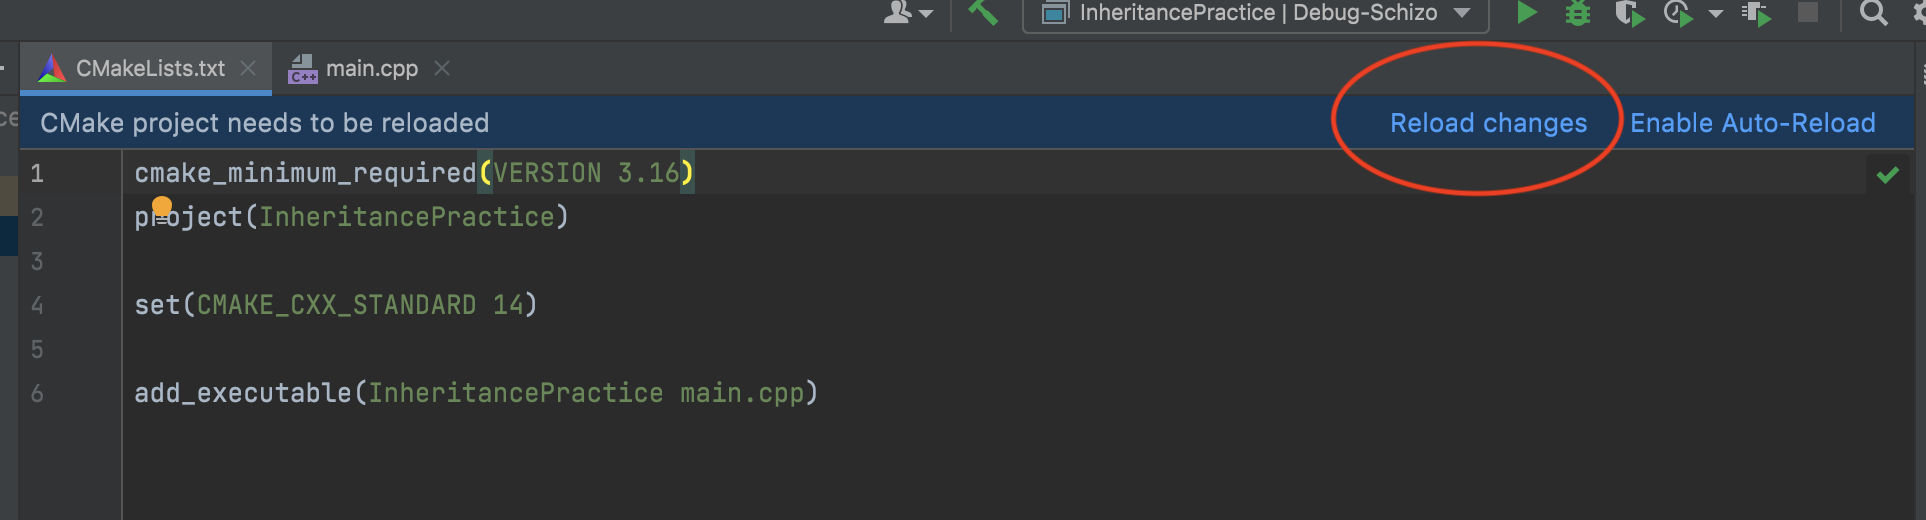 InheritancePractice | Debug-Schizo
CMakeLists.txt
C++ main.cpp
CMake project needs to be reloaded
Reload changes Enable Auto-Reload
1 cmake_minimum_required(VERSION 3.16)
2 project(InheritancePractice)
3
4 set(CMAKE_CXX_STANDARD 14)
5
6 add_executable(InheritancePractice main.cpp)